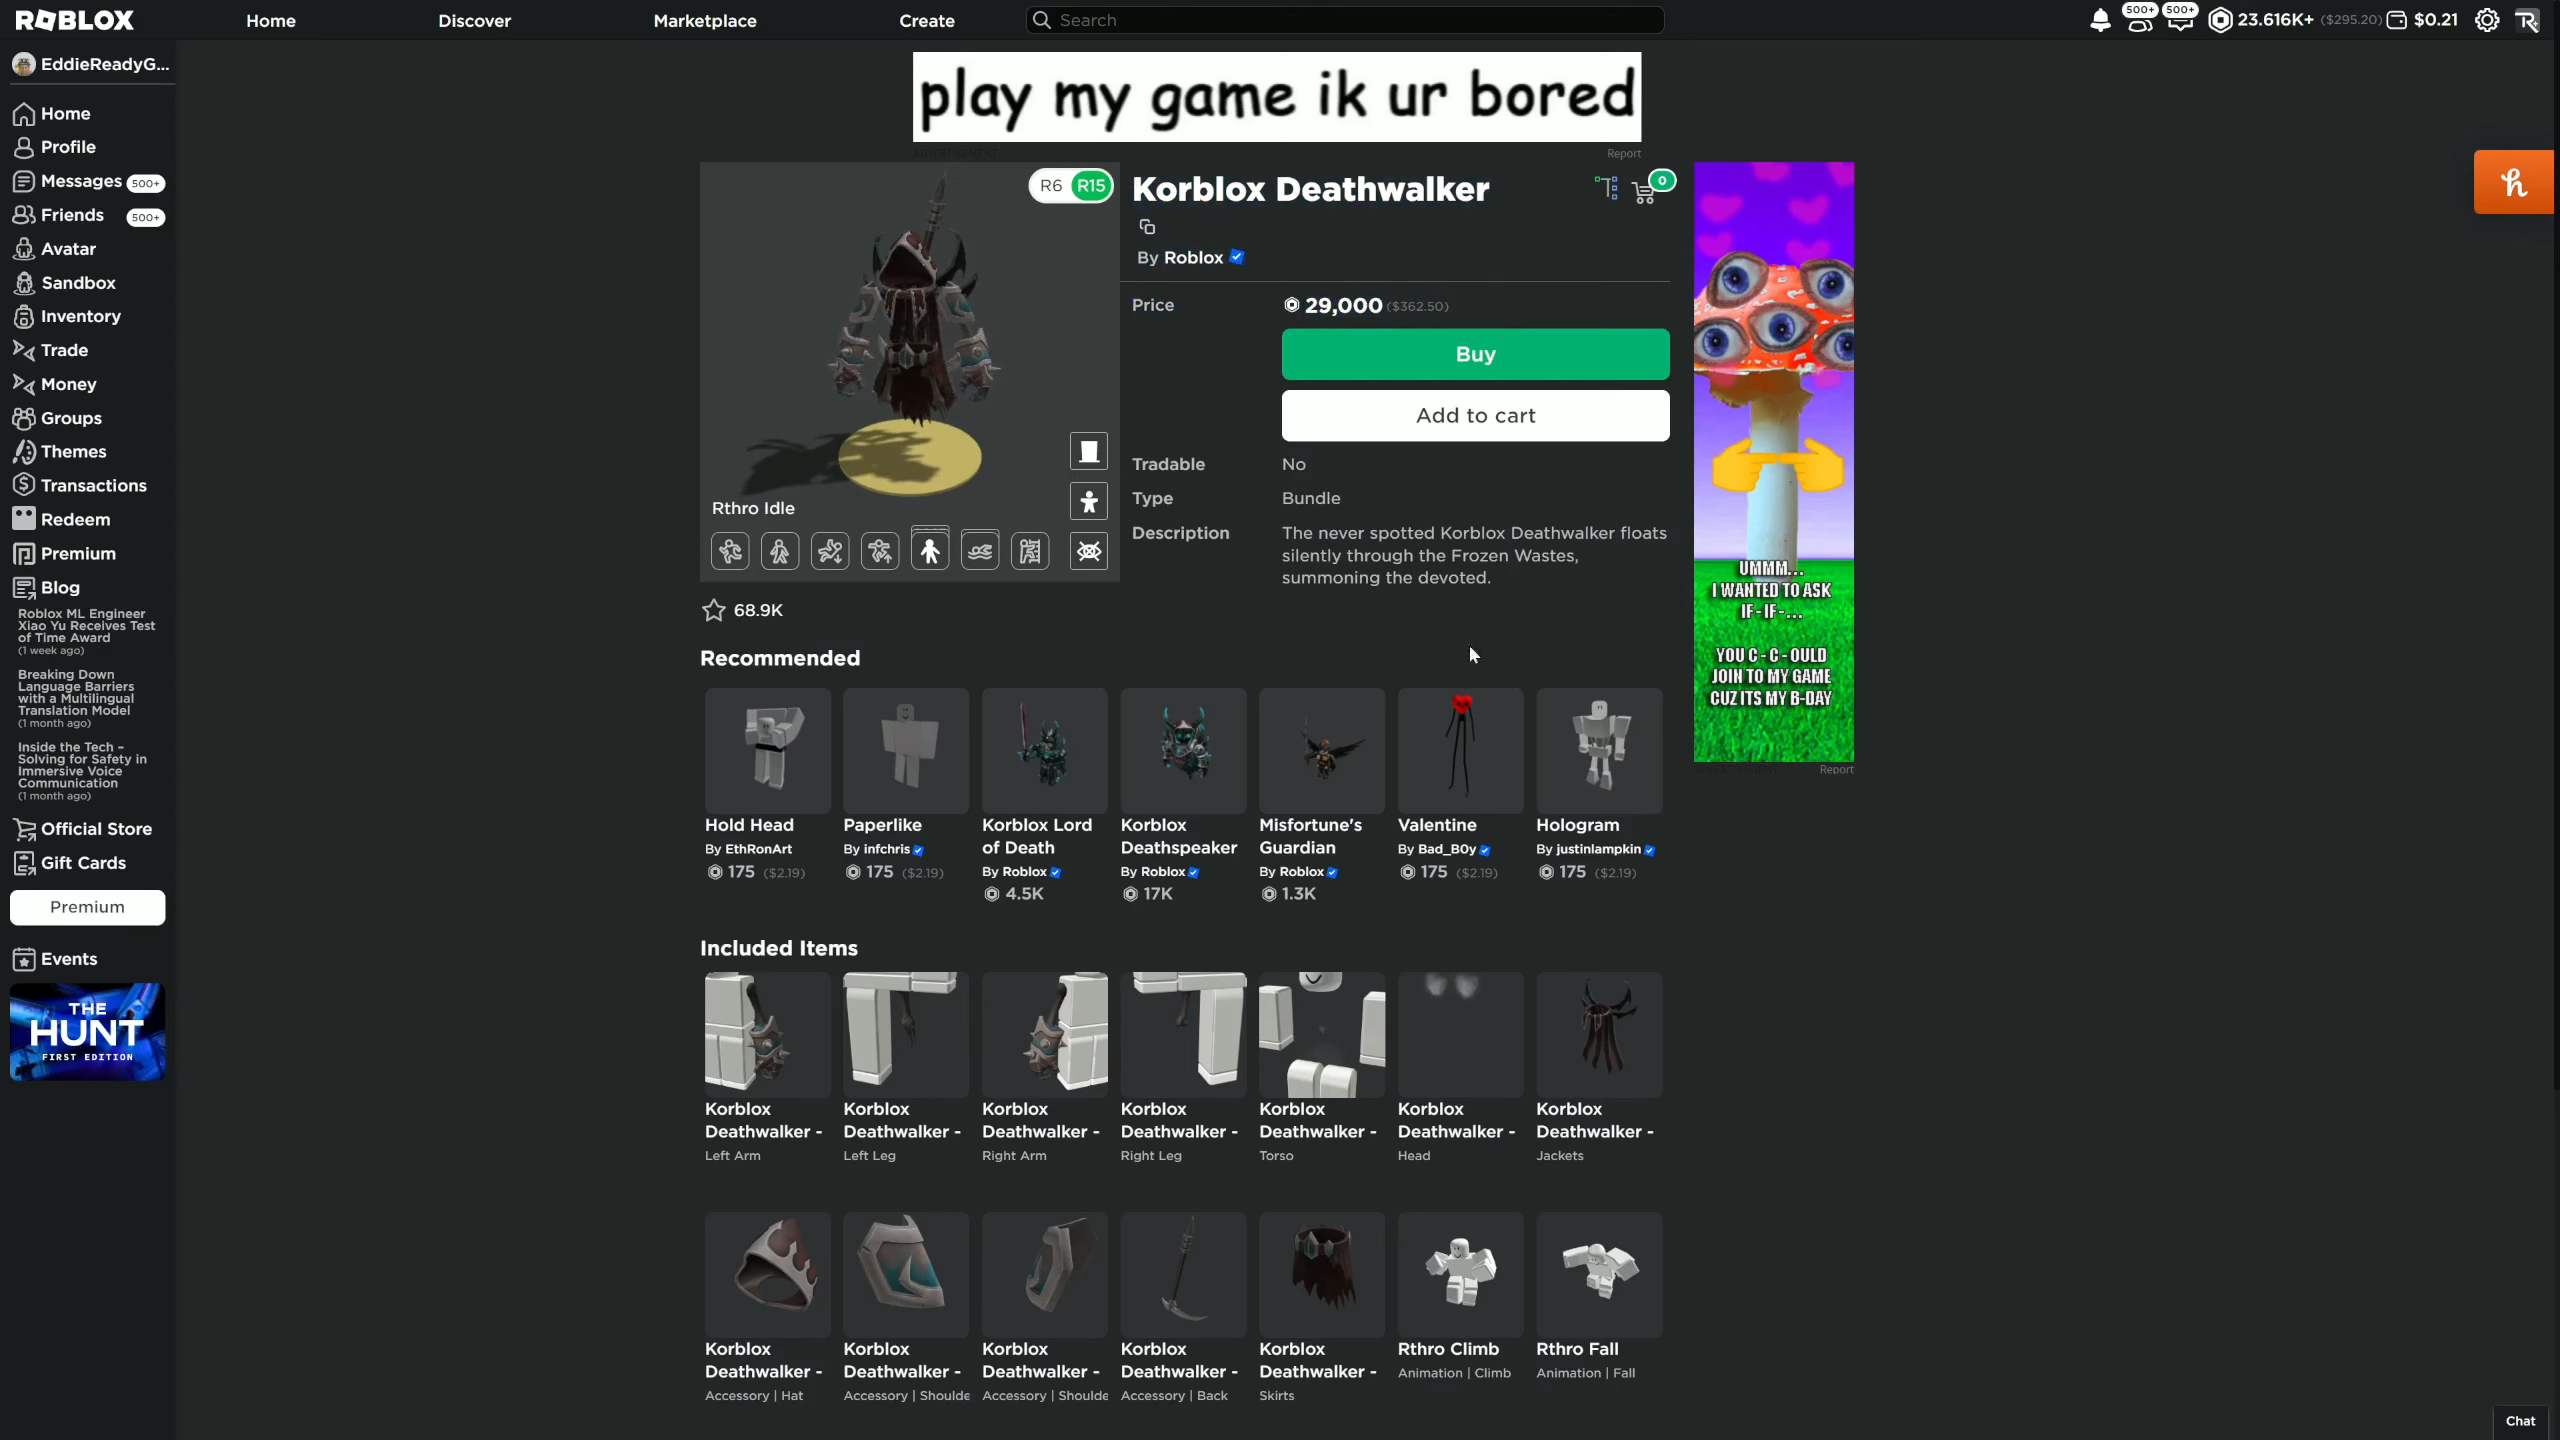 ROBLOX
Home
Discover
Marketplace
Create
Search
500+
500+
23.616K+ ($295.20)
$0.21
EddieReadyG...
Home
Profile
Messages 500+
Friends 500+
Avatar
Sandbox
Inventory
Trade
Money
Groups
Themes
Transactions
Redeem
Premium
Blog
Roblox ML Engineer
Xiao Yu Receives Test
of Time Award
(1 week ago)
Breaking Down
Language Barriers
with a Multilingual
Translation Model
(1 month ago)
Inside the Tech –
Solving for Safety in
Immersive Voice
Communication
(1 month ago)
Official Store
Gift Cards
Premium
Events
THE
HUNT
FIRST EDITION
play my game ik ur bored
ADVERTISEMENT
Report
R6 R15
Rthro Idle
68.9K
Korblox Deathwalker
0
By Roblox
Price
29,000 ($362.50)
Buy
Add to cart
Tradable
No
Type
Bundle
Description
The never spotted Korblox Deathwalker floats
silently through the Frozen Wastes,
summoning the devoted.
UMMM...
I WANTED TO ASK
IF-IF-...
YOU C-C-OULD
JOIN TO MY GAME
CUZ ITS MY B-DAY
ADVERTISEMENT
Report
Recommended
Hold Head
By EthRonArt
175 ($2.19)
Paperlike
By infchris
175 ($2.19)
Korblox Lord
of Death
By Roblox
4.5K
Korblox
Deathspeaker
By Roblox
17K
Misfortune's
Guardian
By Roblox
1.3K
Valentine
By Bad_B0y
175 ($2.19)
Hologram
By justinlampkin
175 ($2.19)
Included Items
Korblox
Deathwalker -
Left Arm
Korblox
Deathwalker -
Left Leg
Korblox
Deathwalker -
Right Arm
Korblox
Deathwalker -
Right Leg
Korblox
Deathwalker -
Torso
Korblox
Deathwalker -
Head
Korblox
Deathwalker -
Jackets
Korblox
Deathwalker -
Accessory | Hat
Korblox
Deathwalker -
Accessory | Shoulde
Korblox
Deathwalker -
Accessory | Shoulde
Korblox
Deathwalker -
Accessory | Back
Korblox
Deathwalker -
Skirts
Rthro Climb
Animation | Climb
Rthro Fall
Animation | Fall
Chat